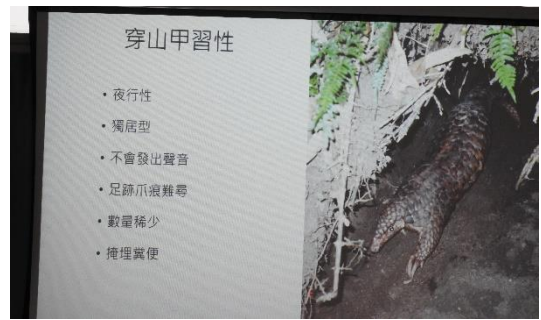 穿山甲習性
• 夜行性
• 獨居型
• 不會發出聲音
• 足跡爪痕難尋
• 數量稀少
• 掩埋糞便